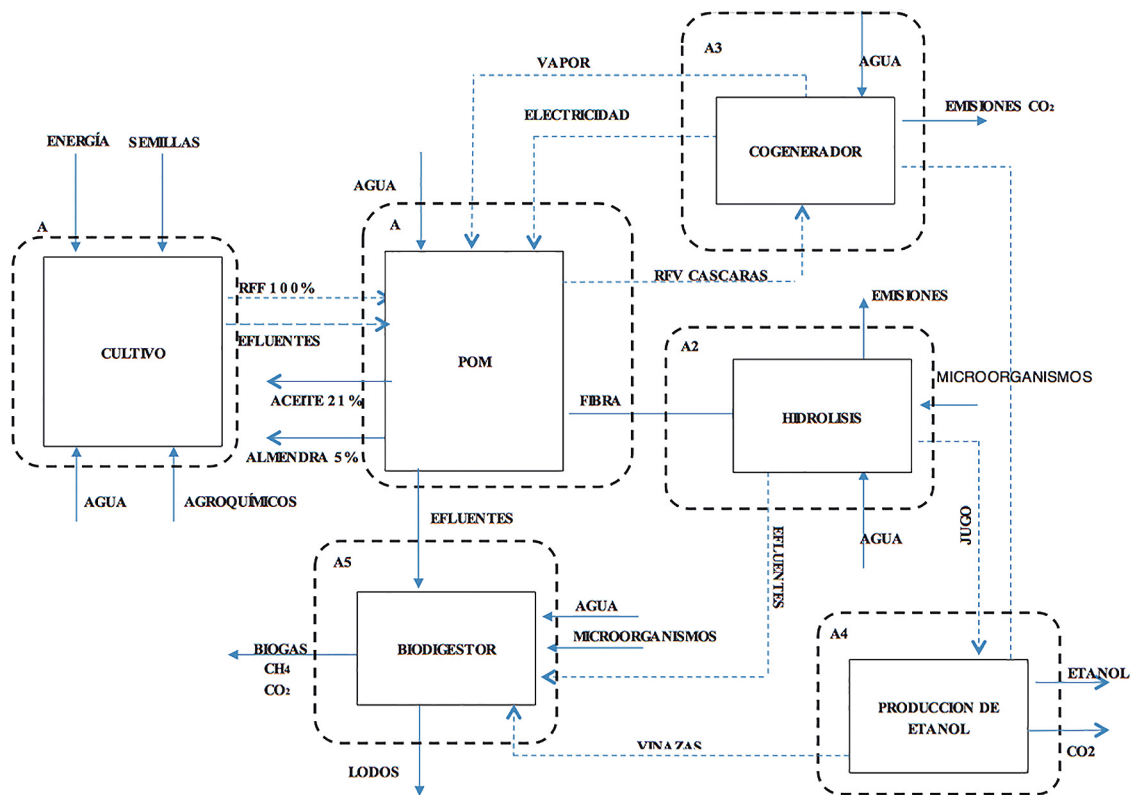 A3
AGUA
VAPOR
ELECTRICIDAD
EMISIONES CO₂
COGENERADOR
ENERGÍA
SEMILLAS
AGUA
A
A
RFF 100%
EFLUENTES
CULTIVO
POM
ACEITE 21%
ALMENDRA 5%
AGUA
AGROQUÍMICOS
RFV CASCARAS
EMISIONES
A2
MICROORGANISMOS
FIBRA
HIDROLISIS
EFLUENTES
AGUA
JUGO
EFLUENTES
A5
AGUA
MICROORGANISMOS
BIODIGESTOR
BIOGAS
CH4
CO₂
LODOS
VINAZAS
A4
PRODUCCION DE
ETANOL
ETANOL
CO2